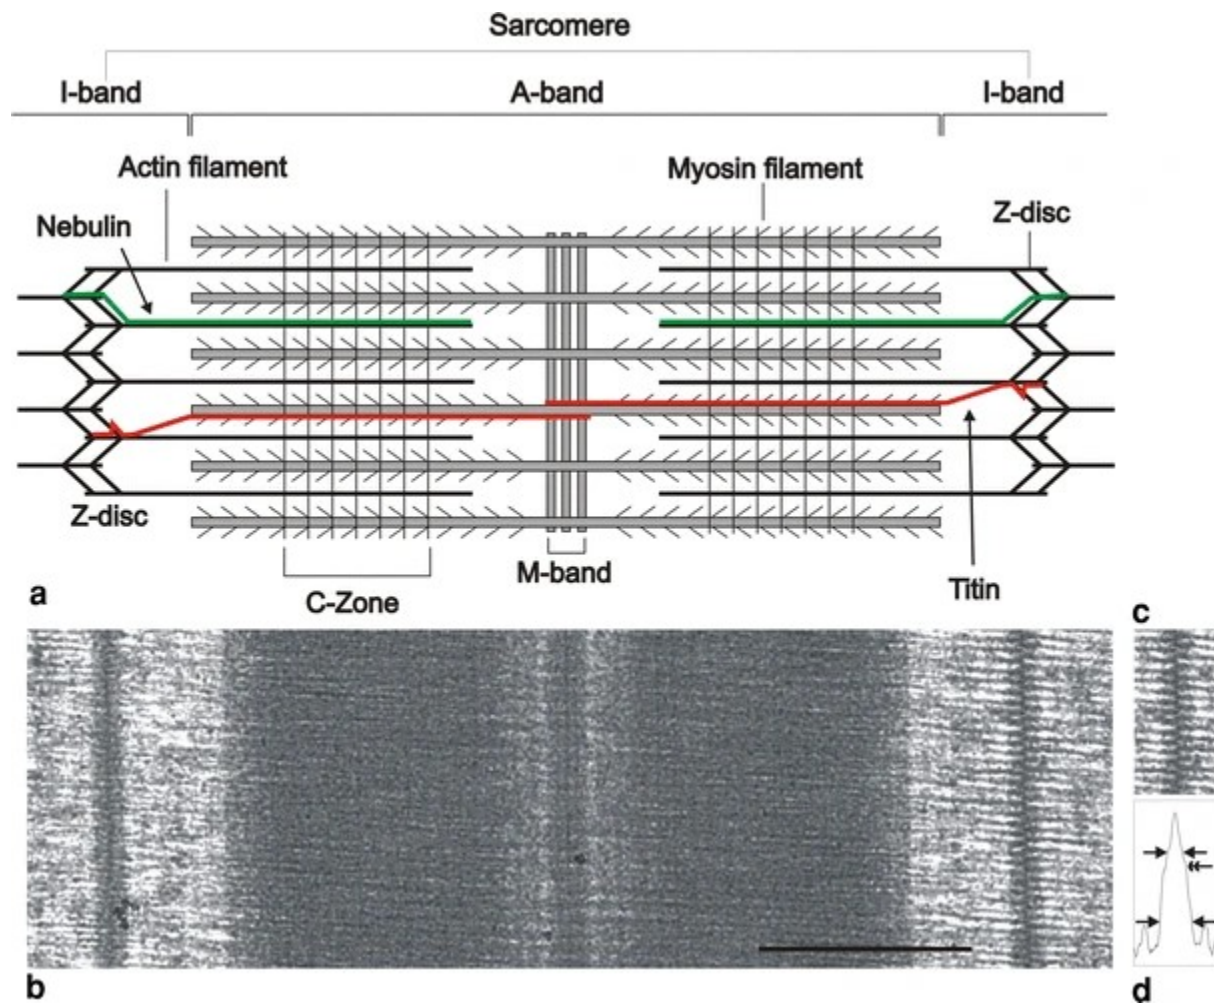 Sarcomere
I-band
A-band
I-band
Actin filament
Myosin filament
Nebulin
Z-disc
Z-disc
M-band
Titin
C-Zone
a
c
b
d